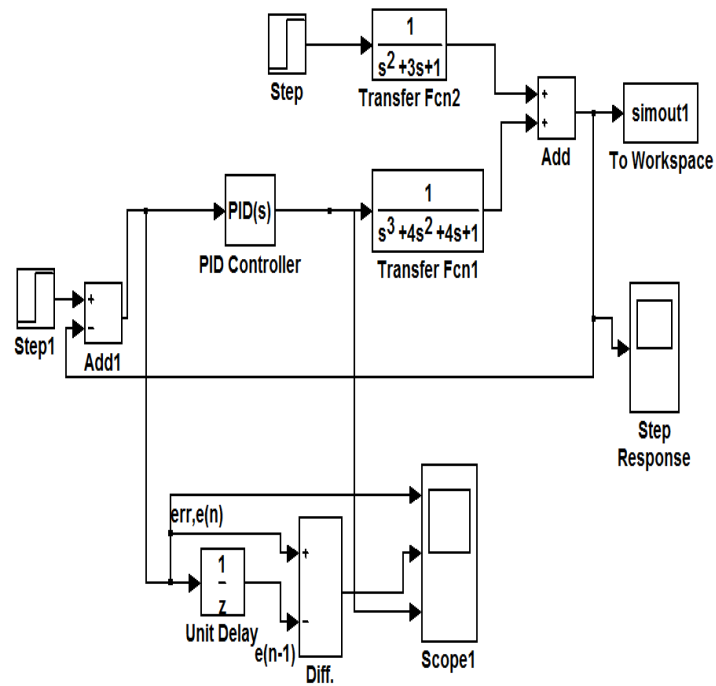 1
s²+3s+1
Step
Transfer Fcn2
+
+
Add
simout1
To Workspace
PID(s)
PID Controller
1
s³+4s²+4s+1
Transfer Fcn1
+
−
Step1
Add1
Step
Response
err,e(n)
+
1
z
−
Unit Delay
e(n-1)
Diff.
Scope1